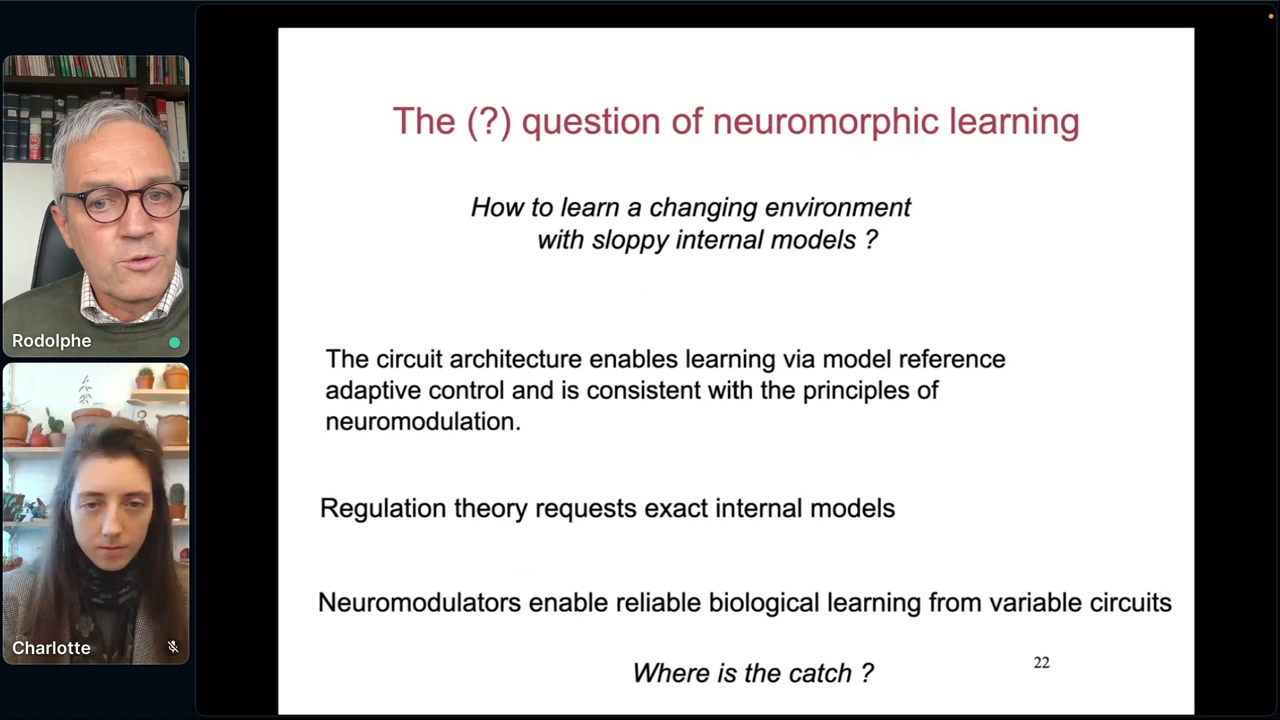 The (?) question of neuromorphic learning
How to learn a changing environment
with sloppy internal models ?
The circuit architecture enables learning via model reference
adaptive control and is consistent with the principles of
neuromodulation.
Regulation theory requests exact internal models
Neuromodulators enable reliable biological learning from variable circuits
Where is the catch ?
22
Rodolphe
Charlotte